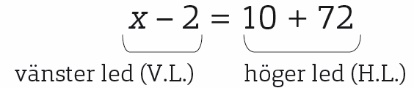 x – 2 = 10 + 72
vänster led (V.L.) höger led (H.L.)